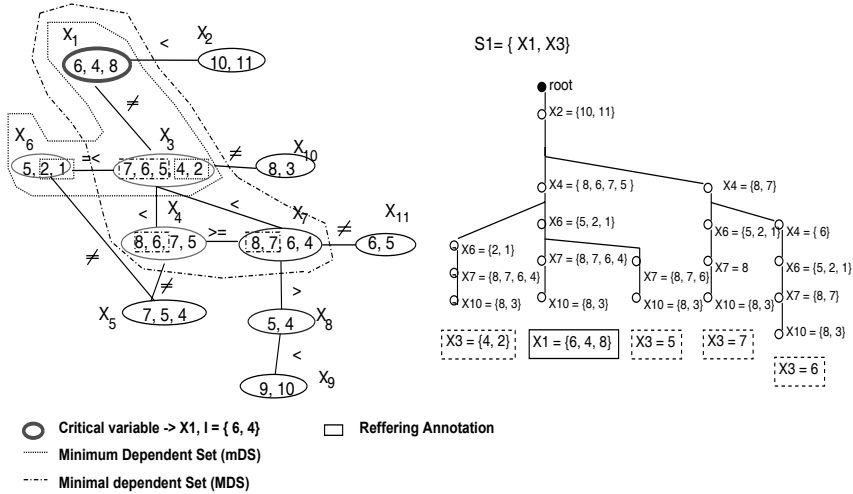 X1
X2
<
6, 4, 8
10, 11
≠
X6
X3
X10
5, 2, 1
=<
7, 6, 5, 4, 2
≠
8, 3
<
<
X4
X7
X11
8, 6, 7, 5
>=
8, 7 6, 4
≠
6, 5
≠
≠
>
X5
7, 5, 4
5, 4
X8
<
9, 10
X9
S1= { X1, X3}
root
X2 = {10, 11}
X4 = { 8, 6, 7, 5 }
X4 = {8, 7}
X6 = {5, 2, 1}
X6 = {5, 2, 1}
X4 = { 6}
X6 = {2, 1}
X7 = {8, 7, 6, 4}
X7 = {8, 7, 6}
X7 = 8
X6 = {5, 2, 1}
X7 = {8, 7, 6, 4}
X10 = {8, 3}
X10 = {8, 3}
X10 = {8, 3}
X10 = {8, 3}
X7 = {8, 7}
X10 = {8, 3}
X3 = {4, 2}
X1 = {6, 4, 8}
X3 = 5
X3 = 7
X3 = 6
Critical variable -> X1, I = { 6, 4}
Reffering Annotation
Minimum Dependent Set (mDS)
Minimal dependent Set (MDS)